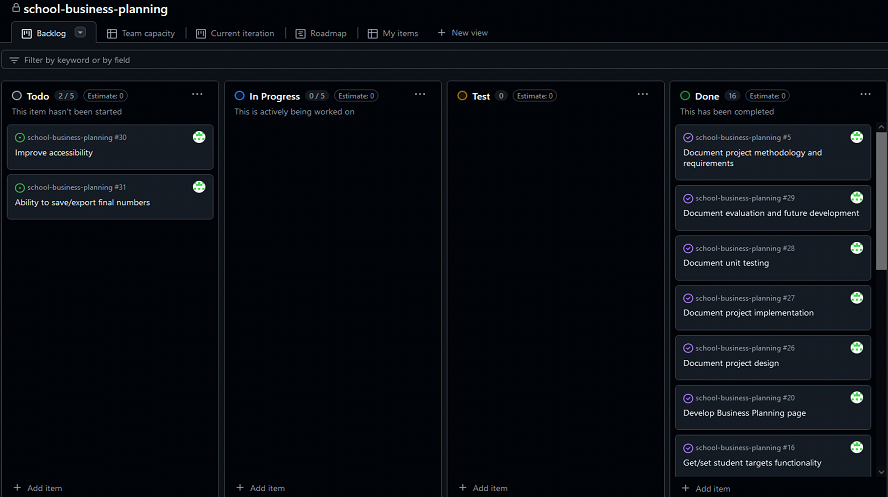 school-business-planning
Backlog
Team capacity
Current iteration
Roadmap
My items
+ New view
Filter by keyword or by field
Todo 2 / 5 Estimate: 0
This item hasn't been started
school-business-planning #30
Improve accessibility
school-business-planning #31
Ability to save/export final numbers
+ Add item
In Progress 0 / 5 Estimate: 0
This is actively being worked on
+ Add item
Test 0 Estimate: 0
+ Add item
Done 16 Estimate: 0
This has been completed
school-business-planning #5
Document project methodology and
requirements
school-business-planning #29
Document evaluation and future development
school-business-planning #28
Document unit testing
school-business-planning #27
Document project implementation
school-business-planning #26
Document project design
school-business-planning #20
Develop Business Planning page
school-business-planning #16
Get/set student targets functionality
+ Add item